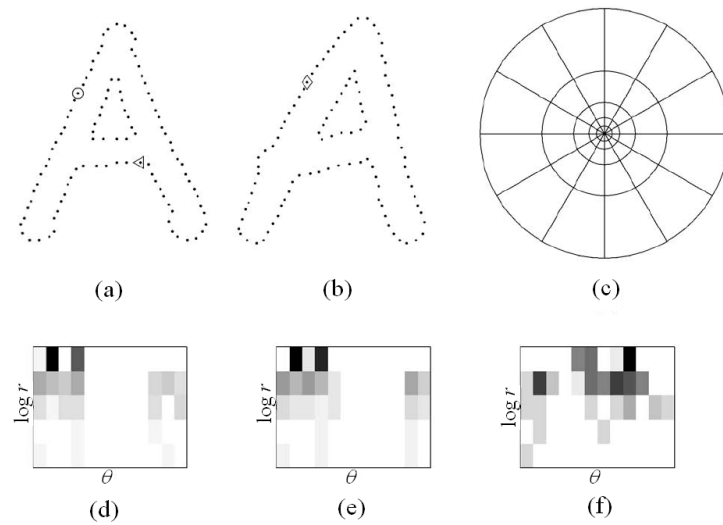 (a) (b) (c)
log r log r log r
θ θ θ
(d) (e) (f)